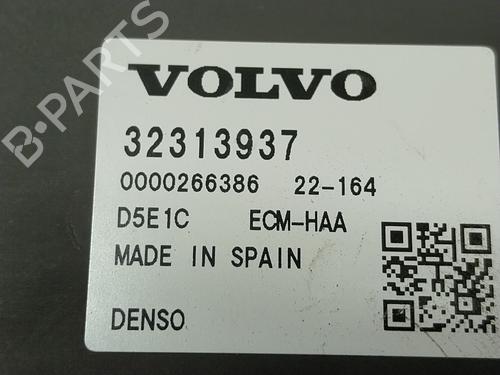 VOLVO
32313937
0000266386 22-164
D5E1C ECM-HAA
MADE IN SPAIN
DENSO
B-PARTS